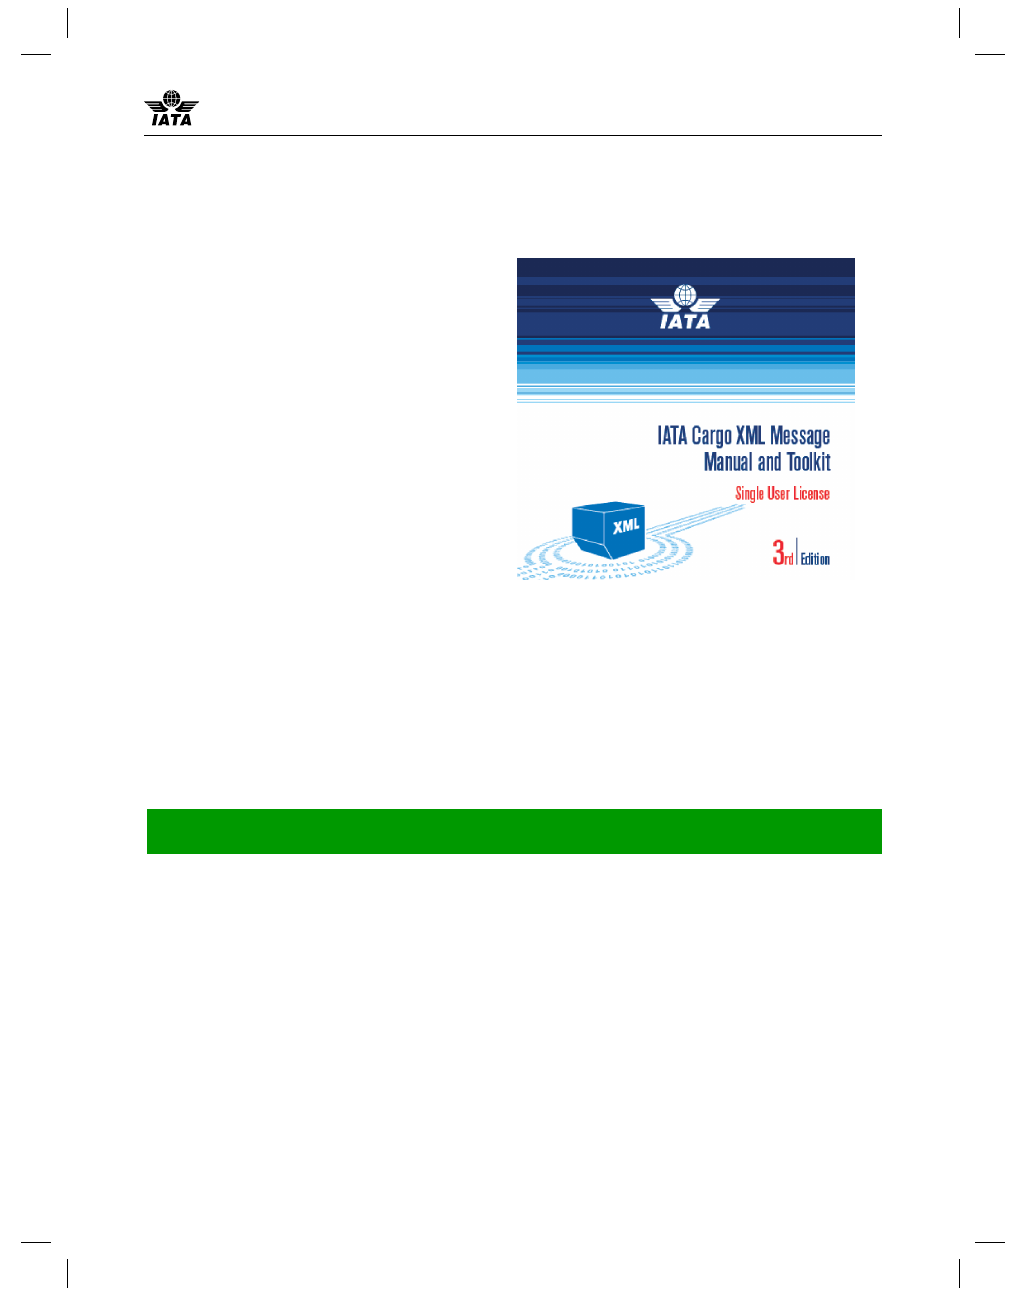 IATA
IATA
IATA Cargo XML Message
Manual and Toolkit
Single User License
XML
3rd Edition